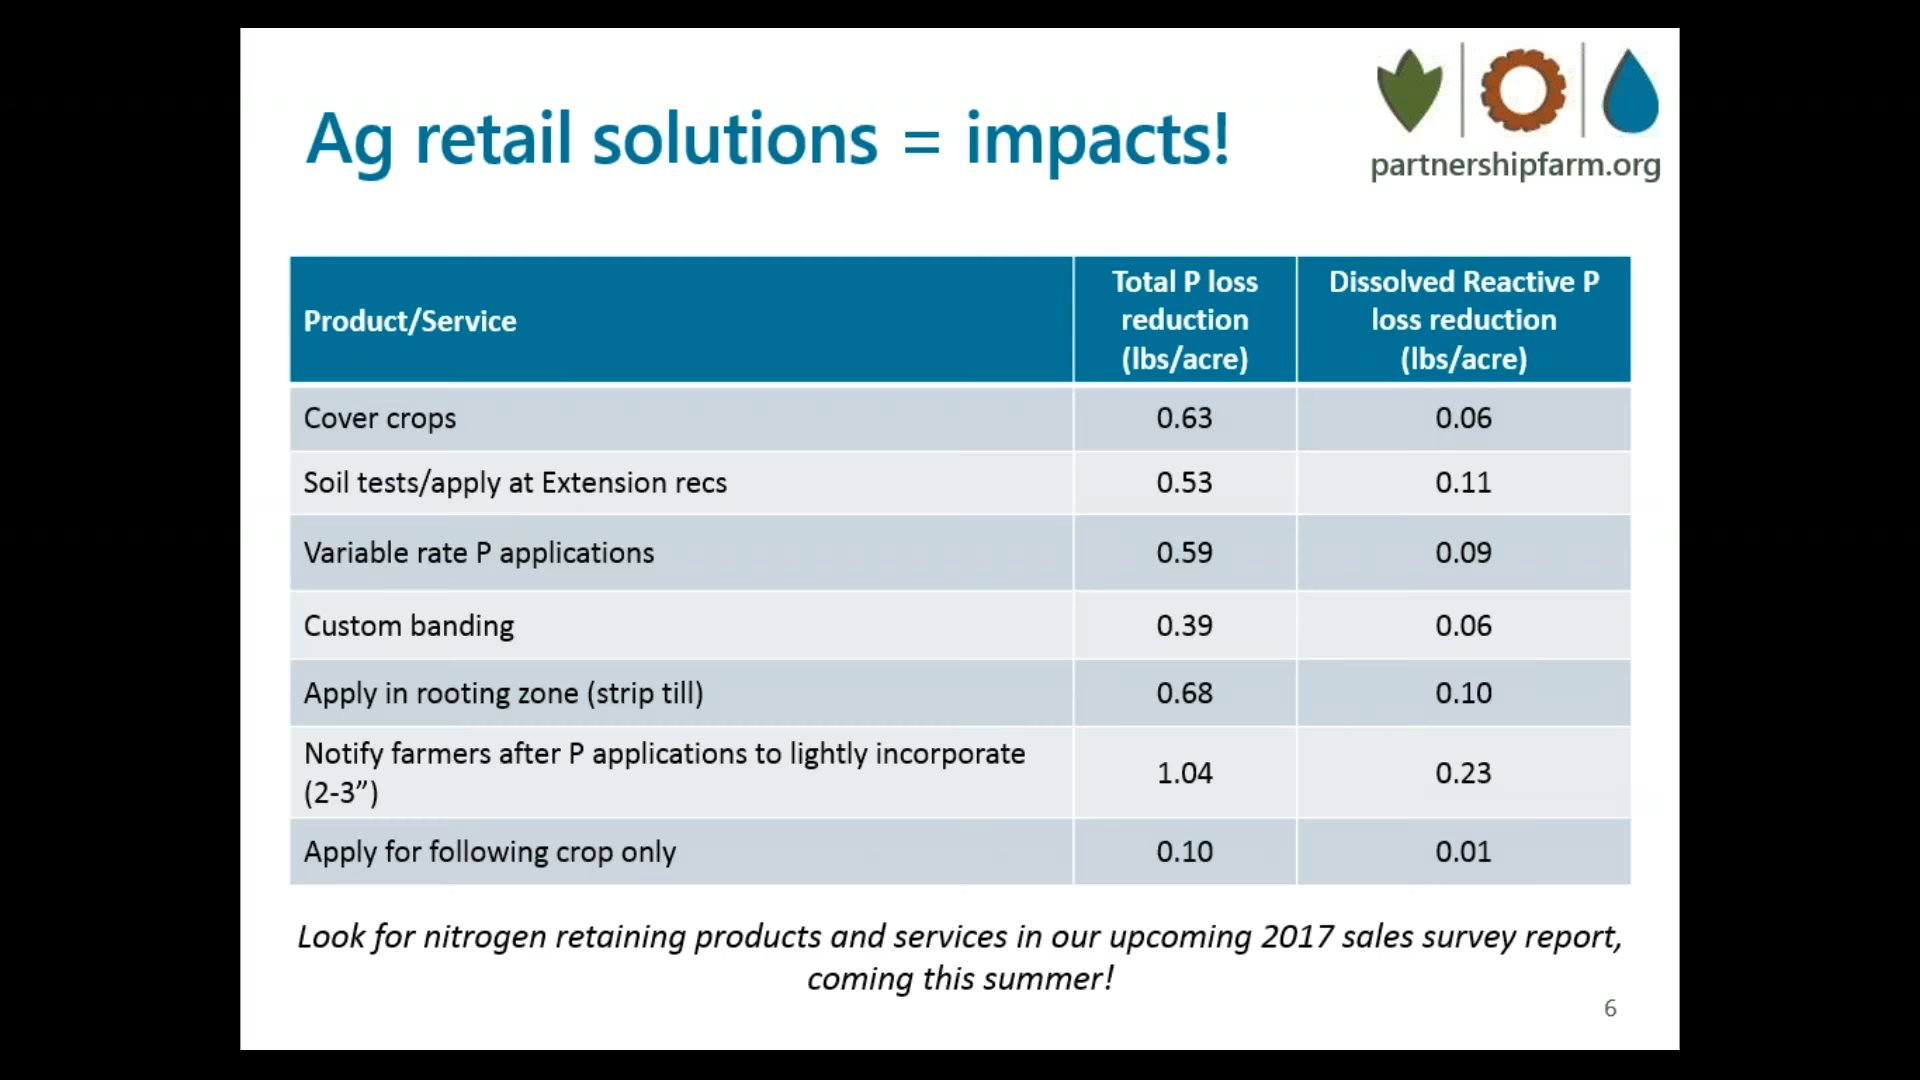 Ag retail solutions = impacts!
partnershipfarm.org
Product/Service
Total P loss
reduction
(lbs/acre)
Dissolved Reactive P
loss reduction
(lbs/acre)
Cover crops
0.63
0.06
Soil tests/apply at Extension recs
0.53
0.11
Variable rate P applications
0.59
0.09
Custom banding
0.39
0.06
Apply in rooting zone (strip till)
0.68
0.10
Notify farmers after P applications to lightly incorporate
(2-3”)
1.04
0.23
Apply for following crop only
0.10
0.01
Look for nitrogen retaining products and services in our upcoming 2017 sales survey report,
coming this summer!
6